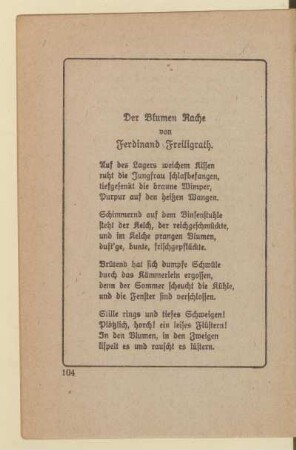 Der Blumen Rache
von
Ferdinand Freiligrath.
Auf des Lagers weichem Kissen
ruht die Jungfrau schlafbefangen,
tiefgesenkt die braune Wimper,
Purpur auf den heißen Wangen.
Schimmernd auf dem Binsenstuhle
steht der Kelch, der reichgeschmückte,
und im Kelche prangen Blumen,
duft'ge, bunte, frischgepflückte.
Brütend hat sich dumpfe Schwüle
durch das Kämmerlein ergossen,
denn der Sommer scheucht die Kühle,
und die Fenster sind verschlossen.
Stille rings und tiefes Schweigen!
Plötzlich, horch! ein leises Flüstern!
In den Blumen, in den Zweigen
lispelt es und rauscht es lüstern.
104